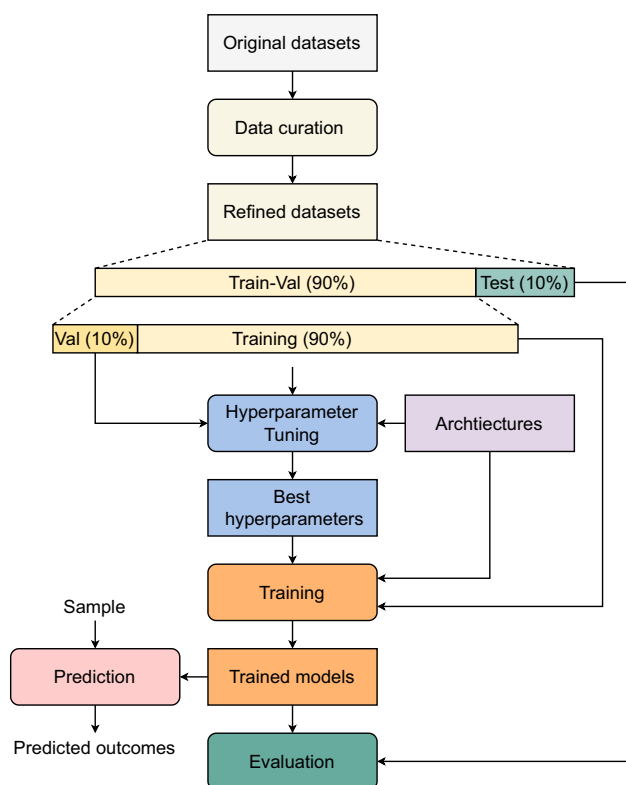 Original datasets
Data curation
Refined datasets
Train-Val (90%)
Test (10%)
Val (10%)
Training (90%)
Hyperparameter
Tuning
Archtiectures
Best
hyperparameters
Training
Sample
Prediction
Trained models
Predicted outcomes
Evaluation